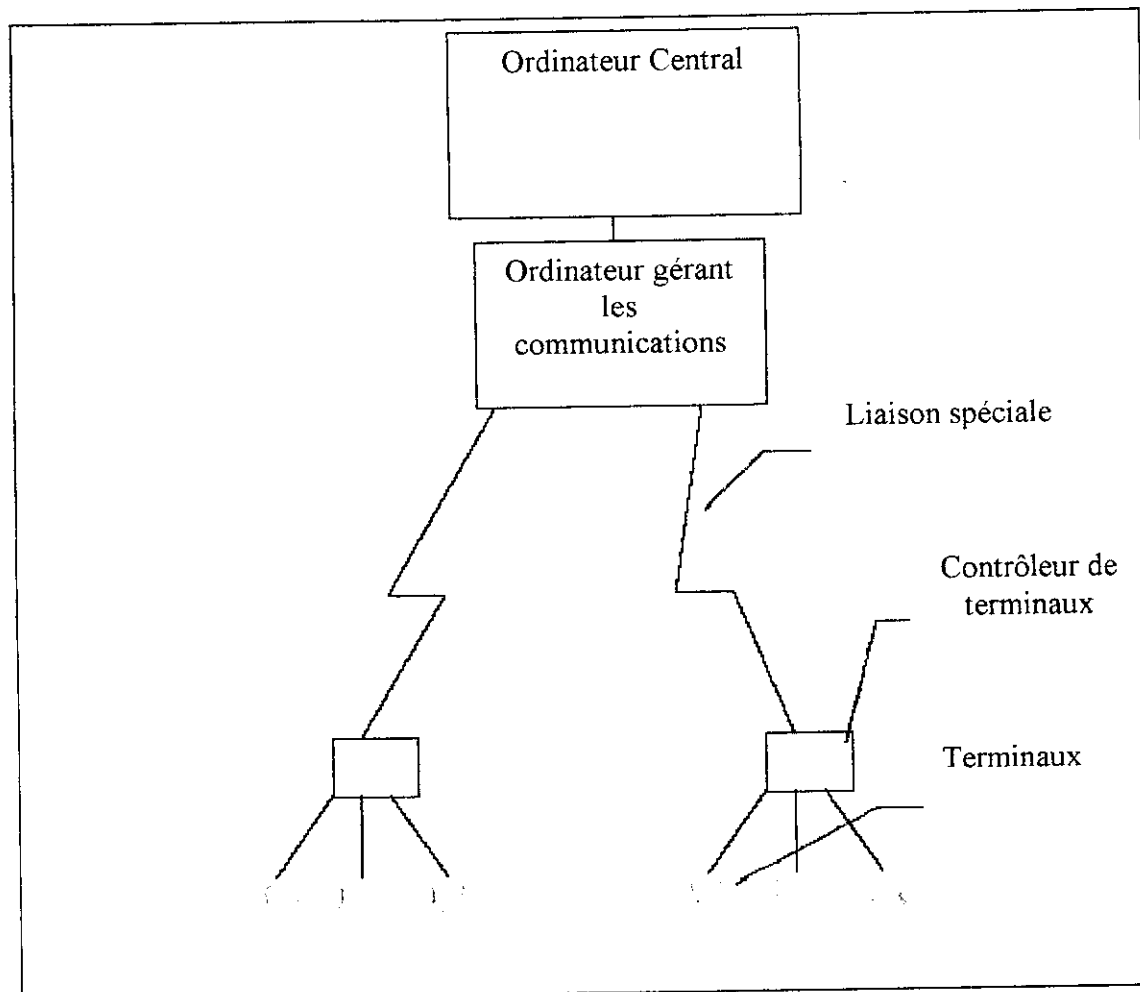 Ordinateur Central
Ordinateur gérant
les
communications
Liaison spéciale
Contrôleur de
terminaux
Terminaux